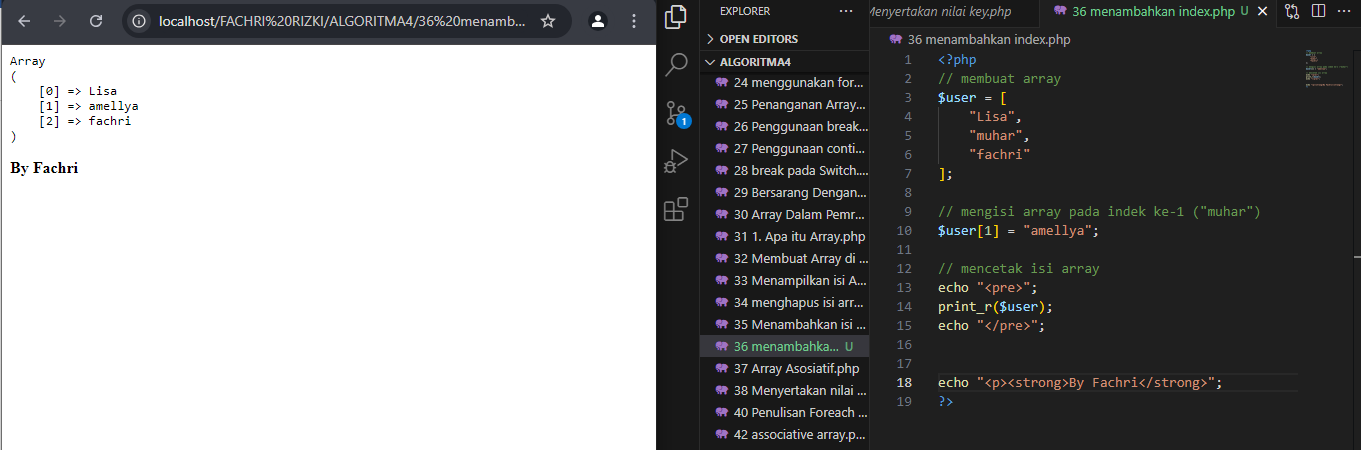 localhost/FACHRI%20RIZKI/ALGORITMA4/36%20menamb...
Array
(
    [0] => Lisa
    [1] => amellya
    [2] => fachri
)
By Fachri
1
EXPLORER
OPEN EDITORS
ALGORITMA4
24 menggunakan for...
25 Penanganan Array...
26 Penggunaan break...
27 Penggunaan conti...
28 break pada Switch....
29 Bersarang Dengan...
30 Array Dalam Pemr...
31 1. Apa itu Array.php
32 Membuat Array di ...
33 Menampilkan isi A...
34 menghapus isi arr...
35 Menambahkan isi ...
36 menambahka... U
37 Array Asosiatif.php
38 Menyertakan nilai ...
40 Penulisan Foreach ...
42 associative array.p...
Menyertakan nilai key.php
36 menambahkan index.php U
36 menambahkan index.php
1 <?php
2 // membuat array
3 $user = [
4     "Lisa",
5     "muhar",
6     "fachri"
7 ];
8
9 // mengisi array pada indek ke-1 ("muhar")
10 $user[1] = "amellya";
11
12 // mencetak isi array
13 echo "<pre>";
14 print_r($user);
15 echo "</pre>";
16
17
18 echo "<p><strong>By Fachri</strong>";
19 ?>